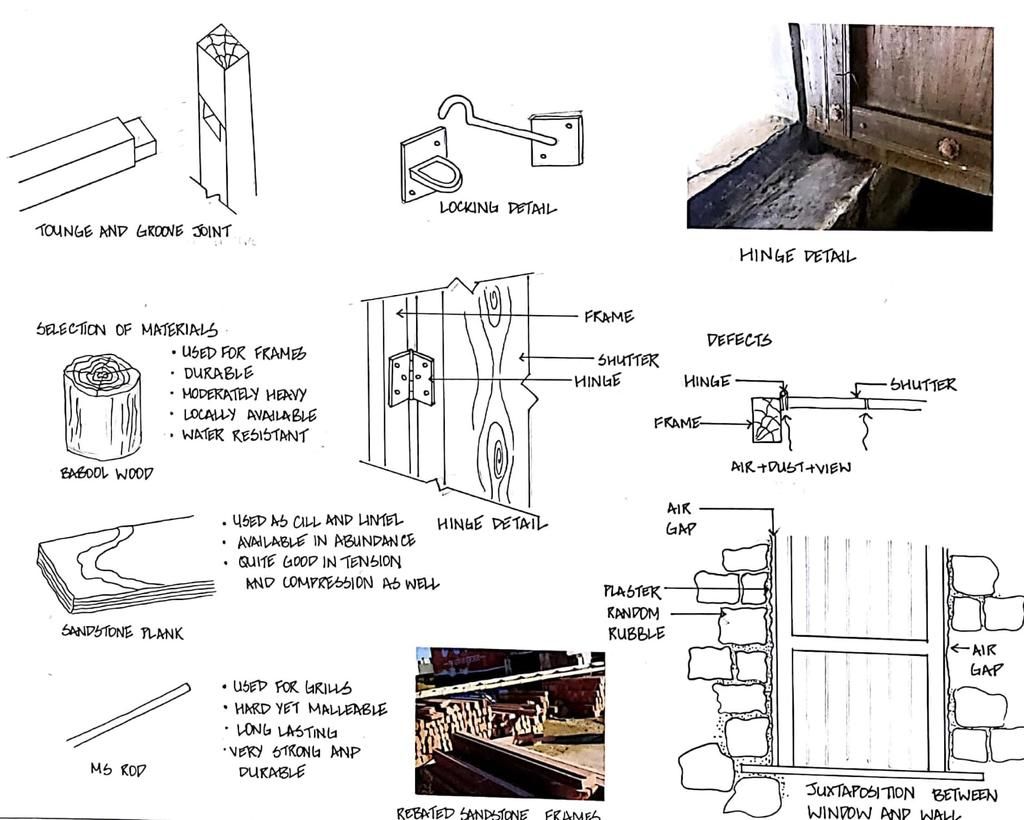 TOUNGE AND GROOVE JOINT
LOCKING DETAIL
HINGE DETAIL
SELECTION OF MATERIALS
• USED FOR FRAMES
• DURABLE
• MODERATELY HEAVY
• LOCALLY AVAILABLE
• WATER RESISTANT
BABOOL WOOD
FRAME
SHUTTER
HINGE
HINGE DETAIL
DEFECTS
HINGE
SHUTTER
FRAME
AIR+DUST+VIEW
• USED AS CILL AND LINTEL
• AVAILABLE IN ABUNDANCE
• QUITE GOOD IN TENSION
AND COMPRESSION AS WELL
SANDSTONE PLANK
AIR
GAP
PLASTER
RANDOM
RUBBLE
AIR
GAP
• USED FOR GRILLS
• HARD YET MALLEABLE
• LONG LASTING
• VERY STRONG AND
DURABLE
MS ROD
REBATED SANDSTONE FRAMES
JUXTAPOSITION BETWEEN
WINDOW AND WALL